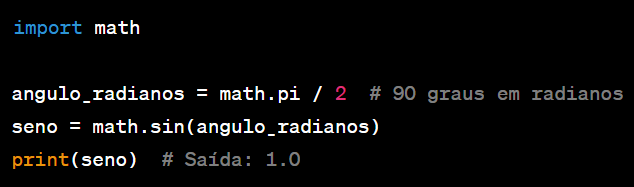 import math
angulo_radianos = math.pi / 2  # 90 graus em radianos
seno = math.sin(angulo_radianos)
print(seno)  # Saída: 1.0